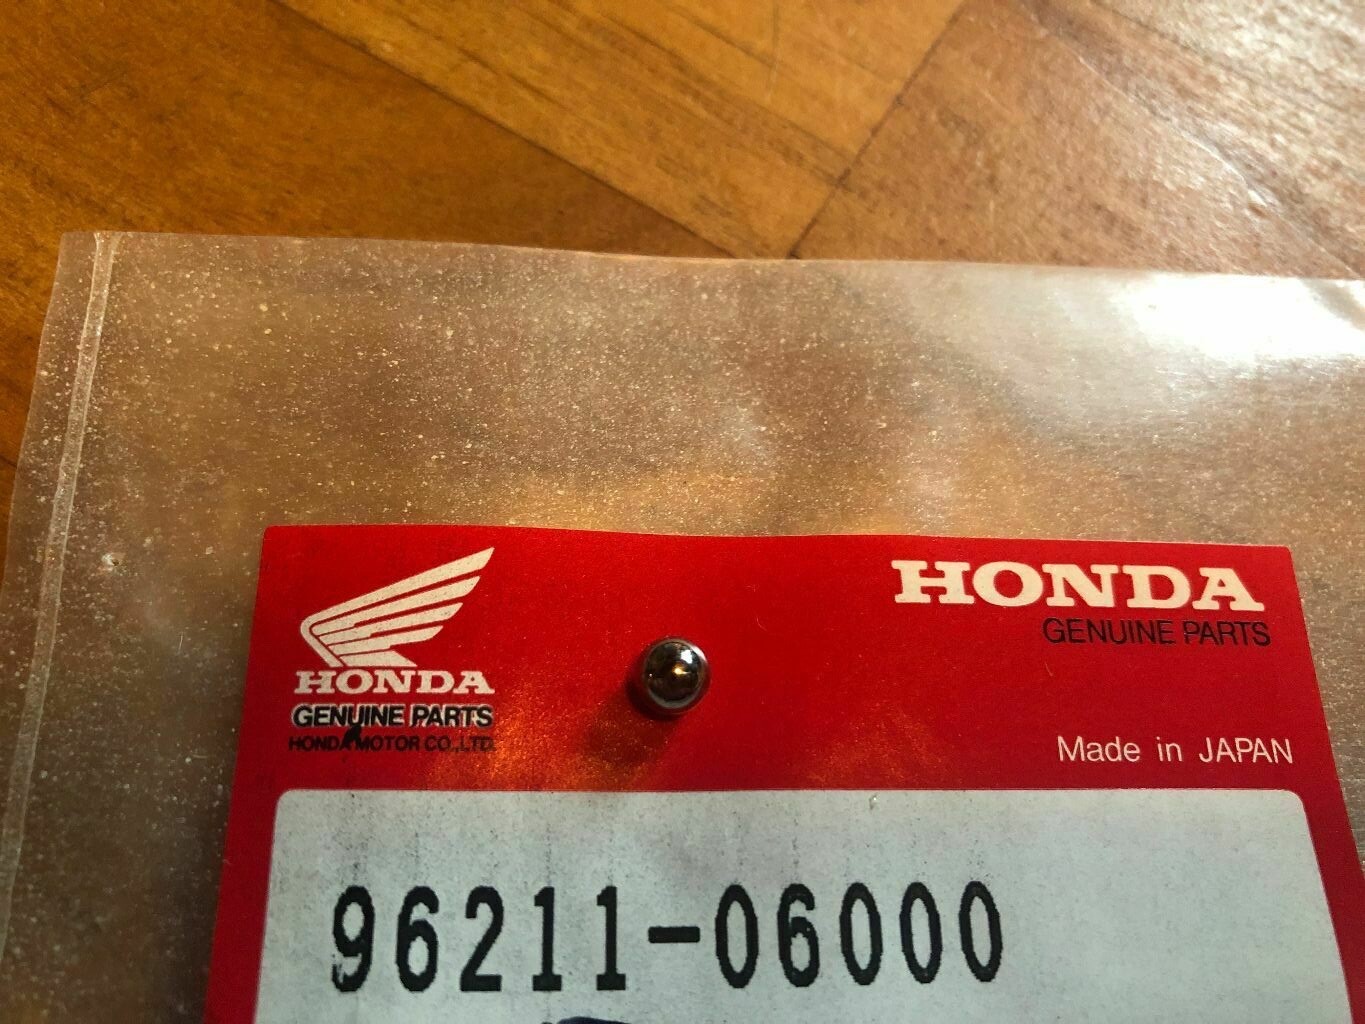 HONDA
GENUINE PARTS
HONDA MOTOR CO.,LTD.
HONDA
GENUINE PARTS
Made in JAPAN
96211-06000